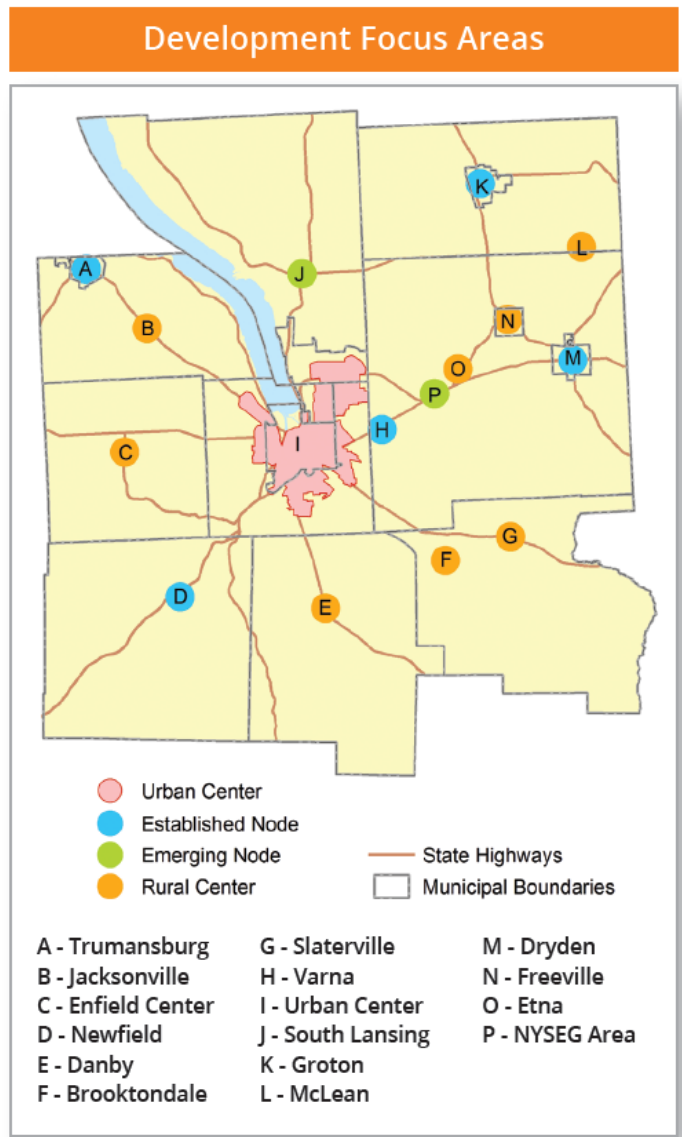 Development Focus Areas
K
L
A
J
B
N
M
O
P
H
I
C
G
F
D
E
Urban Center
Established Node
Emerging Node
Rural Center
State Highways
Municipal Boundaries
A - Trumansburg
B - Jacksonville
C - Enfield Center
D - Newfield
E - Danby
F - Brooktondale
G - Slaterville
H - Varna
I - Urban Center
J - South Lansing
K - Groton
L - McLean
M - Dryden
N - Freeville
O - Etna
P - NYSEG Area